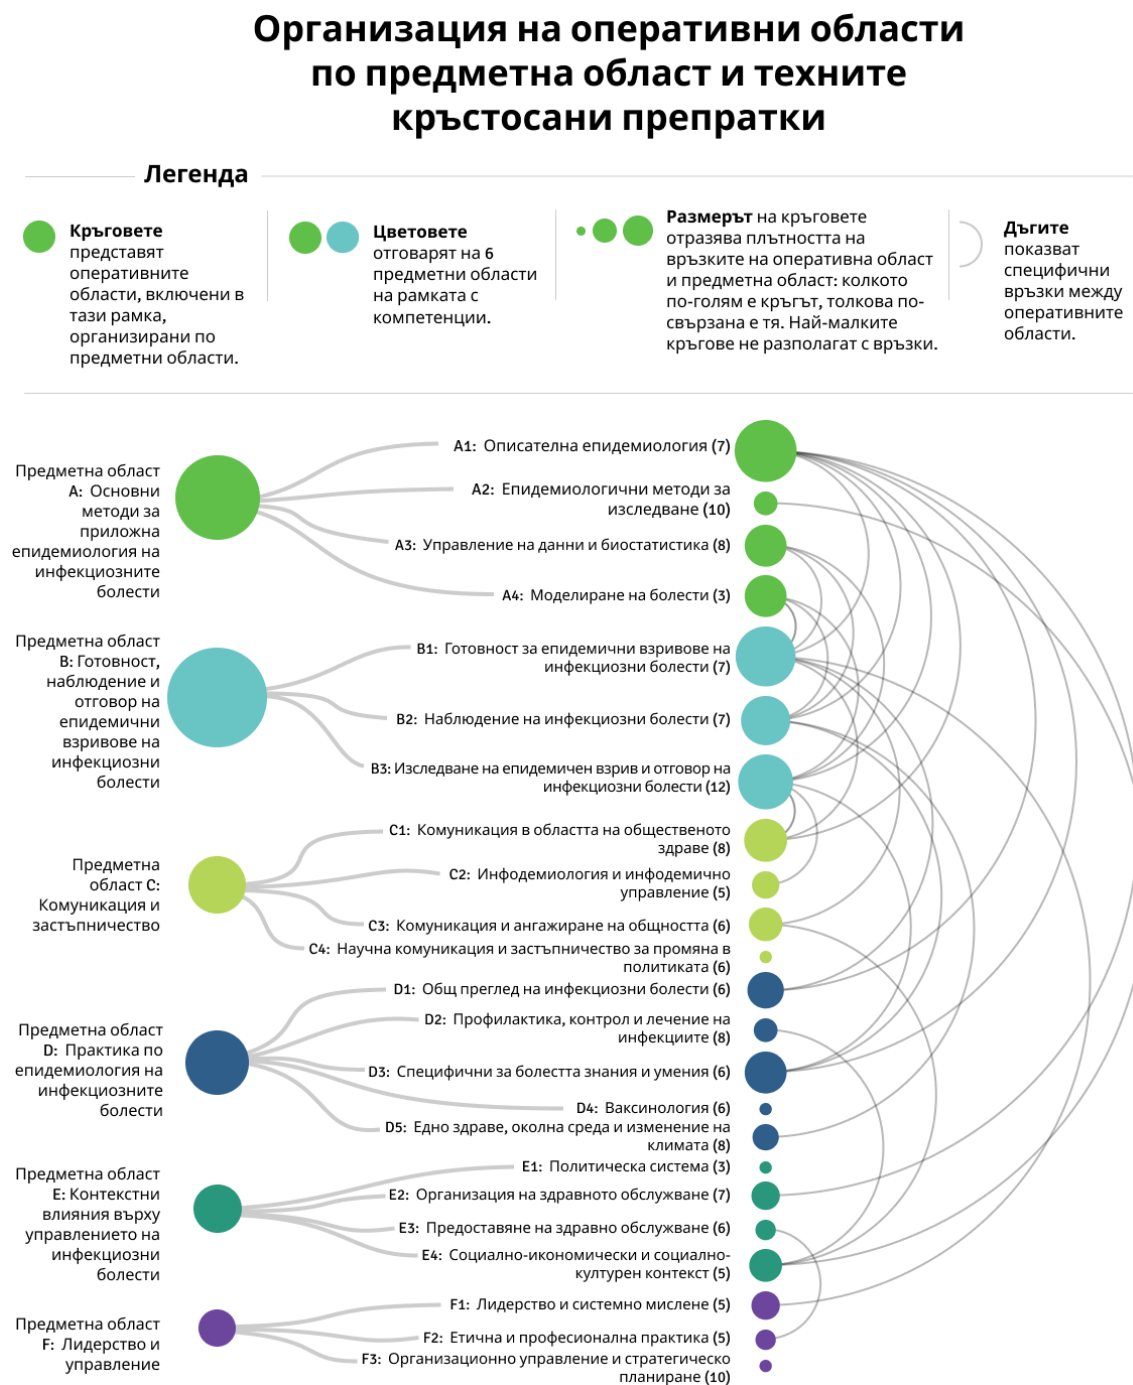 Организация на оперативни области
по предметна област и техните
кръстосани препратки
Легенда
Кръговете
представят
оперативните
области, включени в
тази рамка,
организирани по
предметни области.
Цветовете
отговарят на 6
предметни области
на рамката с
компетенции.
Размерът на кръговете
отразява плътността на
връзките на оперативна област
и предметна област: колкото
по-голям е кръгът, толкова по-
свързана е тя. Най-малките
кръгове не разполагат с връзки.
Дъгите
показват
специфични
връзки между
оперативните
области.
Предметна област
A: Основни
методи за
приложна
епидемиология на
инфекциозните
болести
A1: Описателна епидемиология (7)
A2: Епидемиологични методи за
изследване (10)
A3: Управление на данни и биостатистика (8)
A4: Моделиране на болести (3)
Предметна област
B: Готовност,
наблюдение и
отговор на
епидемични
взривове на
инфекциозни
болести
B1: Готовност за епидемични взривове на
инфекциозни болести (7)
B2: Наблюдение на инфекциозни болести (7)
B3: Изследване на епидемичен взрив и отговор на
инфекциозни болести (12)
Предметна
област C:
Комуникация и
застъпничество
C1: Комуникация в областта на общественото
здраве (8)
C2: Инфодемиология и инфодемично
управление (5)
C3: Комуникация и ангажиране на общността (6)
C4: Научна комуникация и застъпничество за промяна в
политиката (6)
Предметна област
D: Практика по
епидемиология на
инфекциозните
болести
D1: Общ преглед на инфекциозни болести (6)
D2: Профилактика, контрол и лечение на
инфекциите (8)
D3: Специфични за болестта знания и умения (6)
D4: Ваксинология (6)
D5: Едно здраве, околна среда и изменение на
климата (8)
Предметна област
E: Контекстни
влияния върху
управлението на
инфекциозни
болести
E1: Политическа система (3)
E2: Организация на здравното обслужване (7)
E3: Предоставяне на здравно обслужване (6)
E4: Социално-икономически и социално-
културен контекст (5)
Предметна област
F: Лидерство и
управление
F1: Лидерство и системно мислене (5)
F2: Етична и професионална практика (5)
F3: Организационно управление и стратегическо
планиране (10)